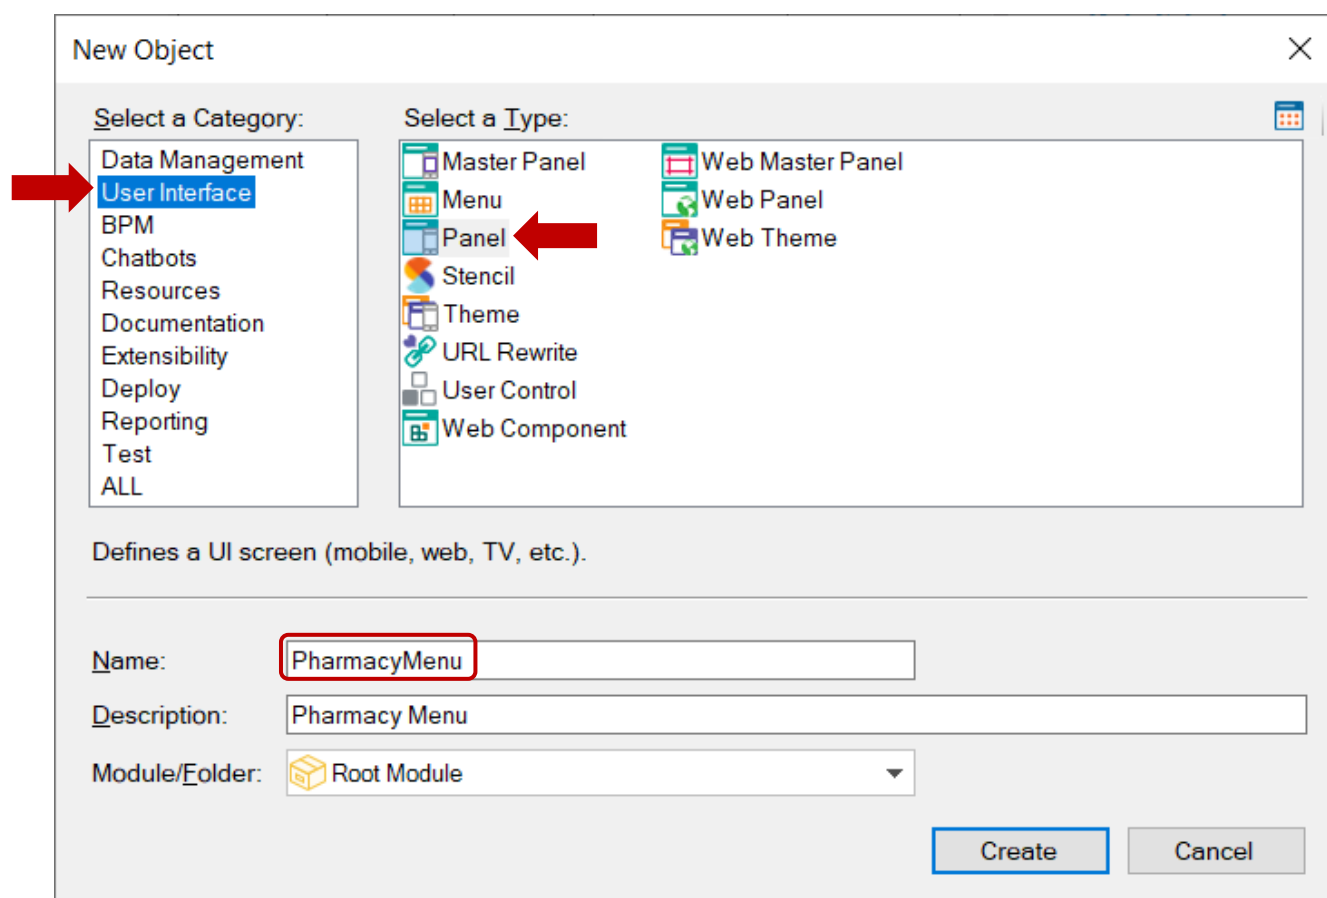 New Object
Select a Category:
Select a Type:
Data Management
User Interface
BPM
Chatbots
Resources
Documentation
Extensibility
Deploy
Reporting
Test
ALL
Master Panel
Menu
Panel
Stencil
Theme
URL Rewrite
User Control
Web Component
Web Master Panel
Web Panel
Web Theme
Defines a UI screen (mobile, web, TV, etc.).
Name: PharmacyMenu
Description: Pharmacy Menu
Module/Folder: Root Module
Create Cancel